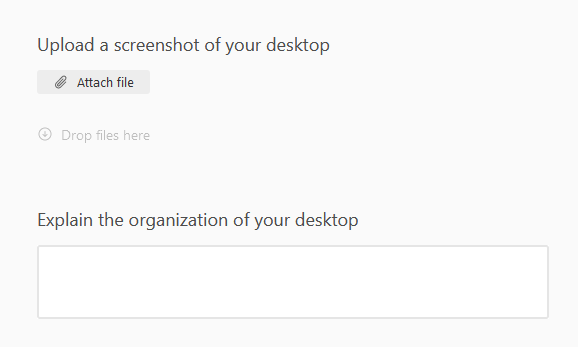 Upload a screenshot of your desktop
Attach file
Drop files here
Explain the organization of your desktop